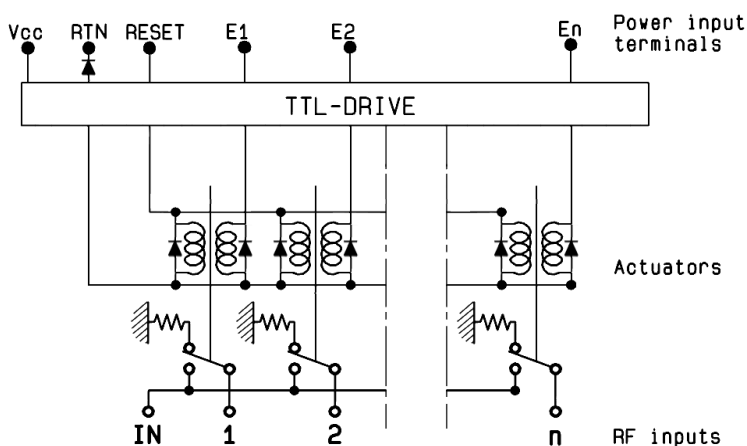 Vcc RTN RESET E1 E2 En Power input
terminals
TTL-DRIVE
Actuators
IN 1 2 n RF inputs